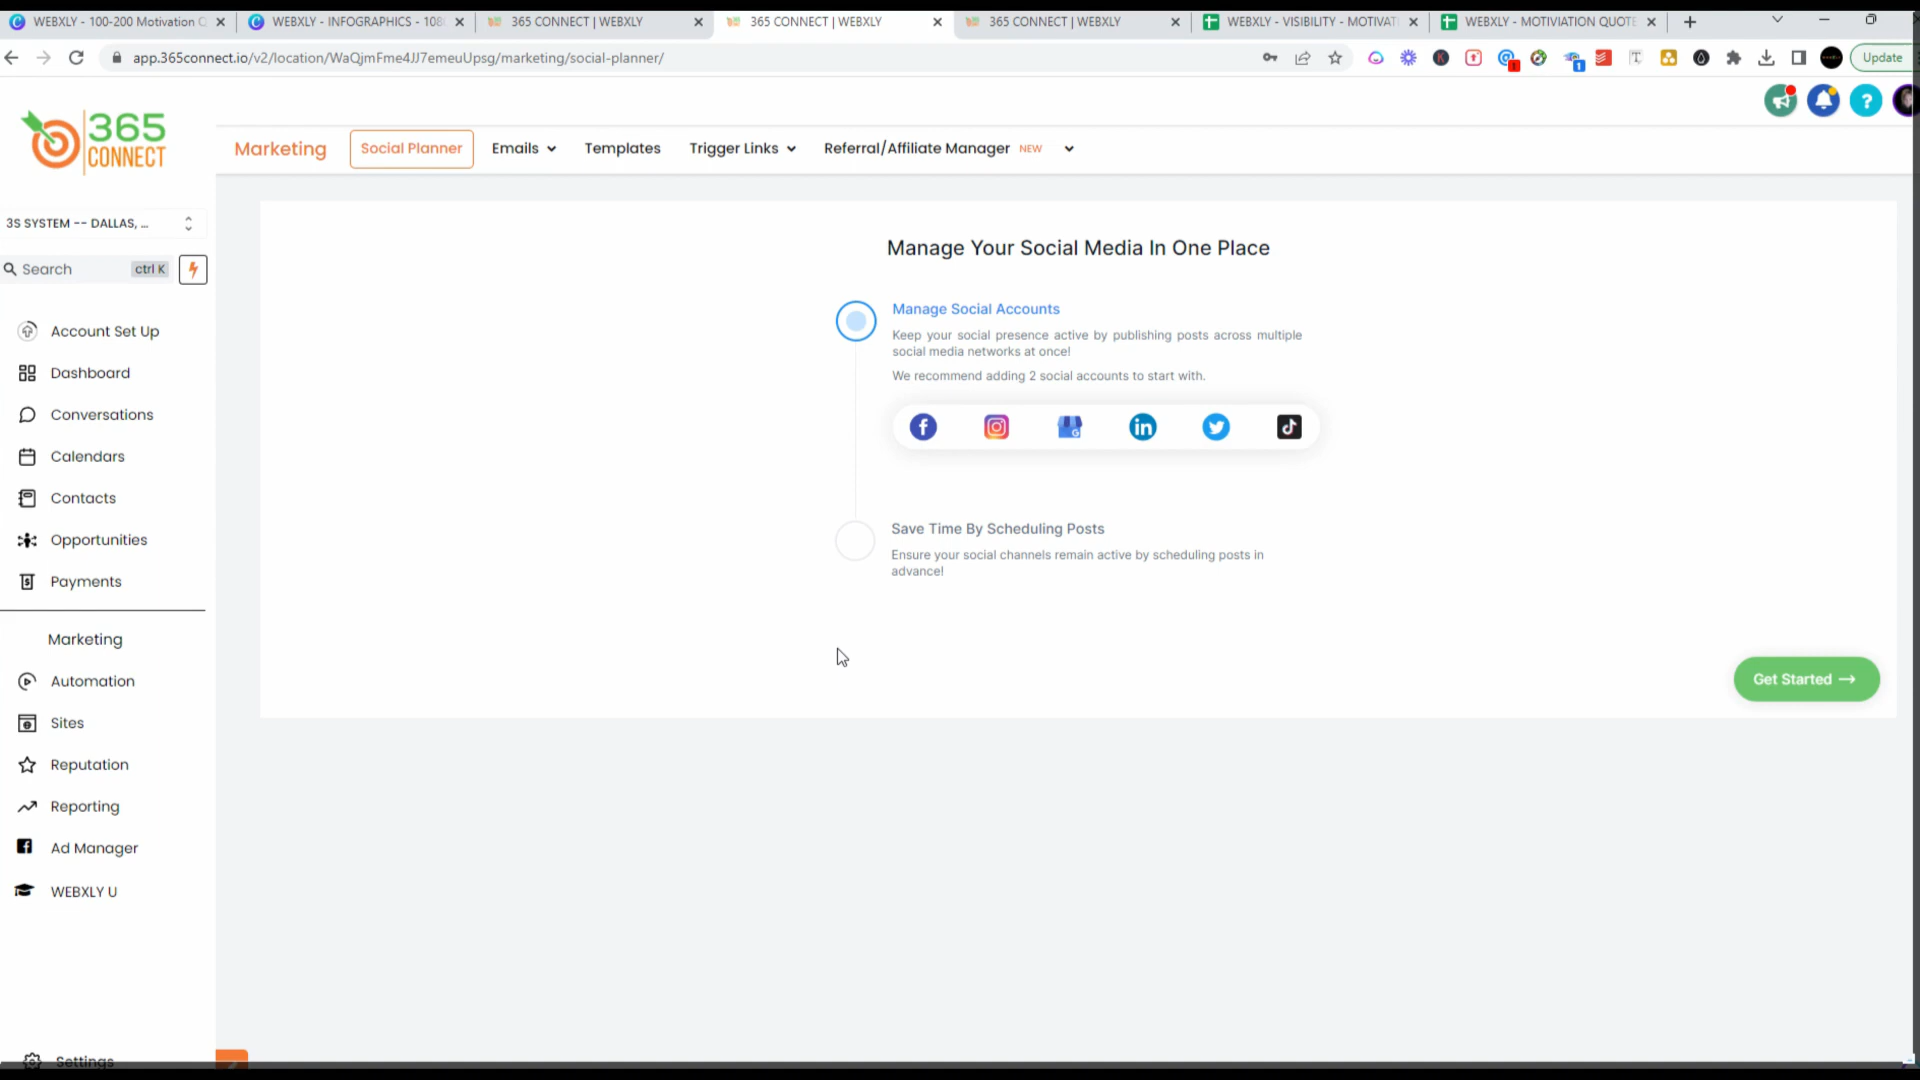 WEBXLY - 100-200 Motivation Q
WEBXLY - INFOGRAPHICS - 108
365 CONNECT | WEBXLY
365 CONNECT | WEBXLY
365 CONNECT | WEBXLY
WEBXLY - VISIBILITY - MOTIVAT
WEBXLY - MOTIVIATION QUOTE
app.365connect.io/v2/location/WaQjmFme4JJ7emeuUpsg/marketing/social-planner/
Update
365 CONNECT
Marketing
Social Planner
Emails
Templates
Trigger Links
Referral/Affiliate Manager NEW
3S SYSTEM -- DALLAS, ...
Search
ctrl K
Account Set Up
Dashboard
Conversations
Calendars
Contacts
Opportunities
Payments
Marketing
Automation
Sites
Reputation
Reporting
Ad Manager
WEBXLY U
Settings
Manage Your Social Media In One Place
Manage Social Accounts
Keep your social presence active by publishing posts across multiple
social media networks at once!
We recommend adding 2 social accounts to start with.
Save Time By Scheduling Posts
Ensure your social channels remain active by scheduling posts in
advance!
Get Started →